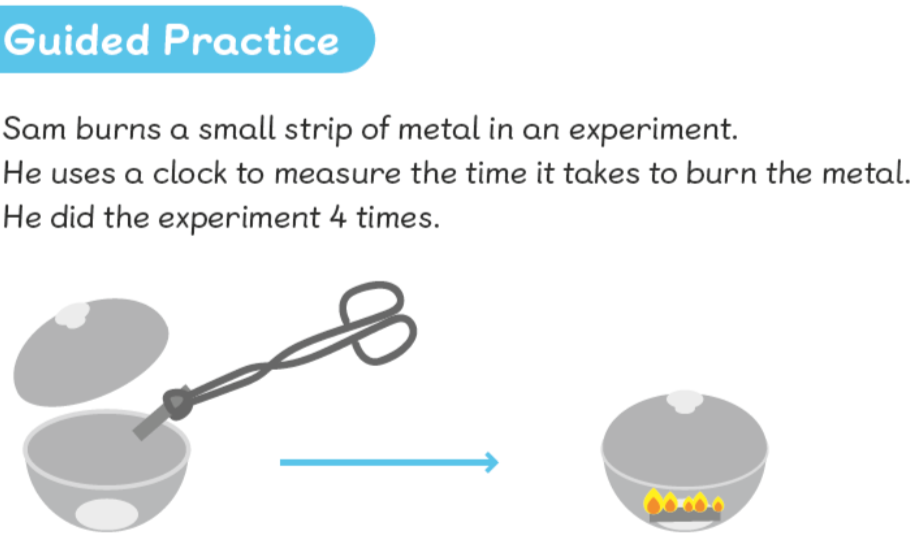 Guided Practice
Sam burns a small strip of metal in an experiment.
He uses a clock to measure the time it takes to burn the metal.
He did the experiment 4 times.